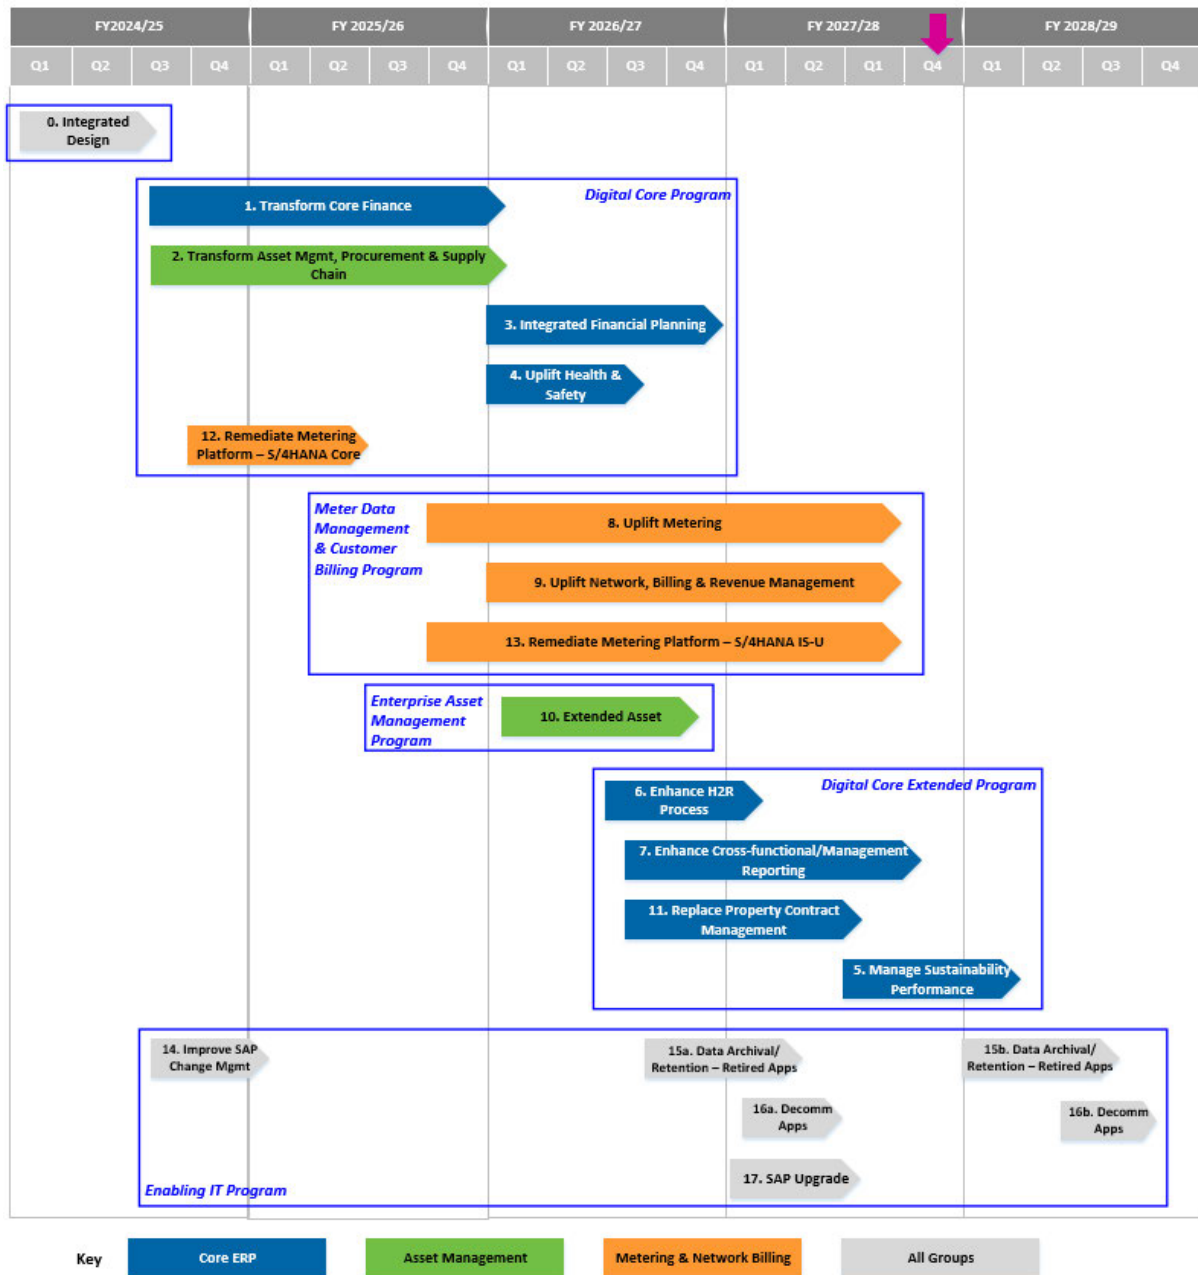 FY2024/25 FY 2025/26 FY 2026/27 FY 2027/28 FY 2028/29
Q1 Q2 Q3 Q4 Q1 Q2 Q3 Q4 Q1 Q2 Q3 Q4 Q1 Q2 Q1 Q4 Q1 Q2 Q3 Q4
0. Integrated
Design
Digital Core Program
1. Transform Core Finance
2. Transform Asset Mgmt, Procurement & Supply
Chain
3. Integrated Financial Planning
4. Uplift Health &
Safety
12. Remediate Metering
Platform – S/4HANA Core
Meter Data
Management
& Customer
Billing Program
8. Uplift Metering
9. Uplift Network, Billing & Revenue Management
13. Remediate Metering Platform – S/4HANA IS-U
Enterprise Asset
Management
Program
10. Extended Asset
Digital Core Extended Program
6. Enhance H2R
Process
7. Enhance Cross-functional/Management
Reporting
11. Replace Property Contract
Management
5. Manage Sustainability
Performance
14. Improve SAP
Change Mgmt
15a. Data Archival/
Retention – Retired Apps
15b. Data Archival/
Retention – Retired Apps
16a. Decomm
Apps
16b. Decomm
Apps
17. SAP Upgrade
Enabling IT Program
Key Core ERP Asset Management Metering & Network Billing All Groups